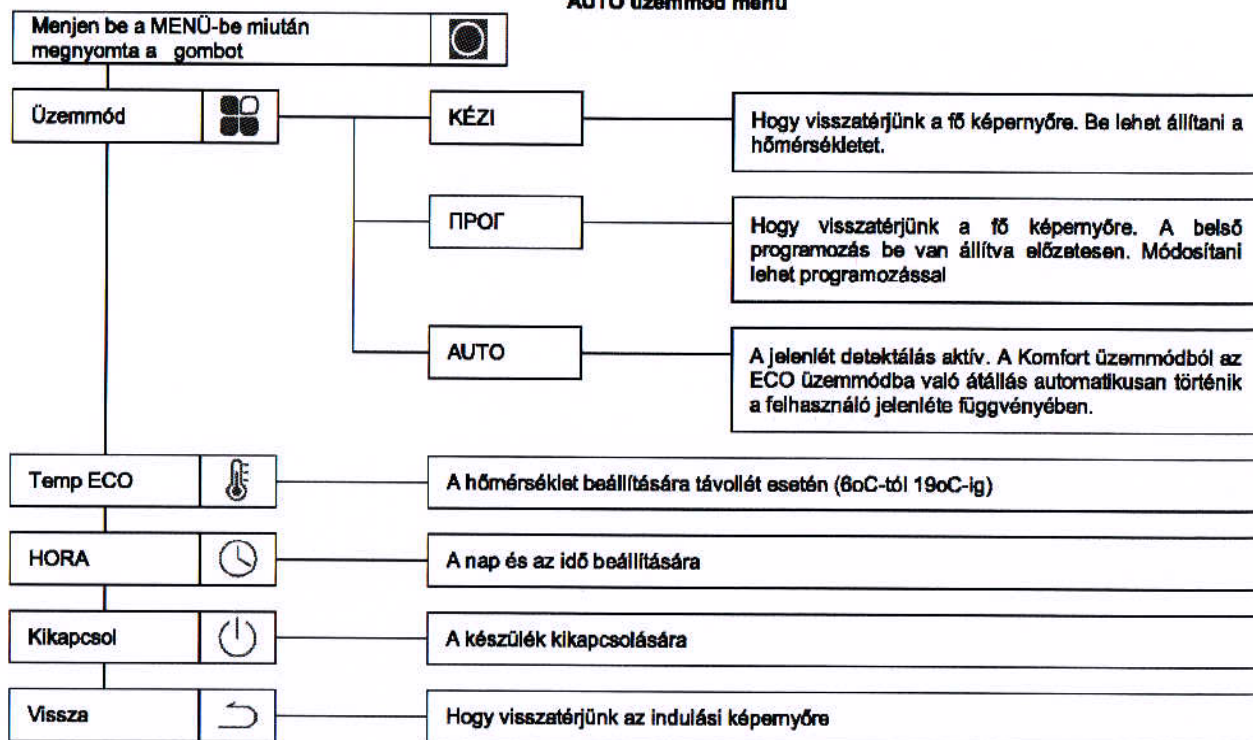 AUTO üzemmód menü
Menjen be a MENÜ-be miután
megnyomta a gombot
Üzemmód
KÉZI
Hogy visszatérjünk a fő képernyőre. Be lehet állítani a
hőmérsékletet.
ПРОГ
Hogy visszatérjünk a fő képernyőre. A belső
programozás be van állítva előzetesen. Módosítani
lehet programozással
AUTO
A jelenlét detektálás aktív. A Komfort üzemmódból az
ECO üzemmódba való átállás automatikusan történik
a felhasználó jelenléte függvényében.
Temp ECO
A hőmérséklet beállítására távollét esetén (6oC-tól 19oC-ig)
HORA
A nap és az idő beállítására
Kikapcsol
A készülék kikapcsolására
Vissza
Hogy visszatérjünk az indulási képernyőre